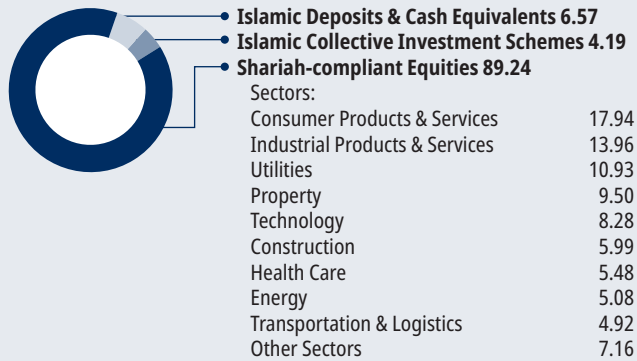 Islamic Deposits & Cash Equivalents 6.57
Islamic Collective Investment Schemes 4.19
Shariah-compliant Equities 89.24
Sectors:
Consumer Products & Services 17.94
Industrial Products & Services 13.96
Utilities 10.93
Property 9.50
Technology 8.28
Construction 5.99
Health Care 5.48
Energy 5.08
Transportation & Logistics 4.92
Other Sectors 7.16